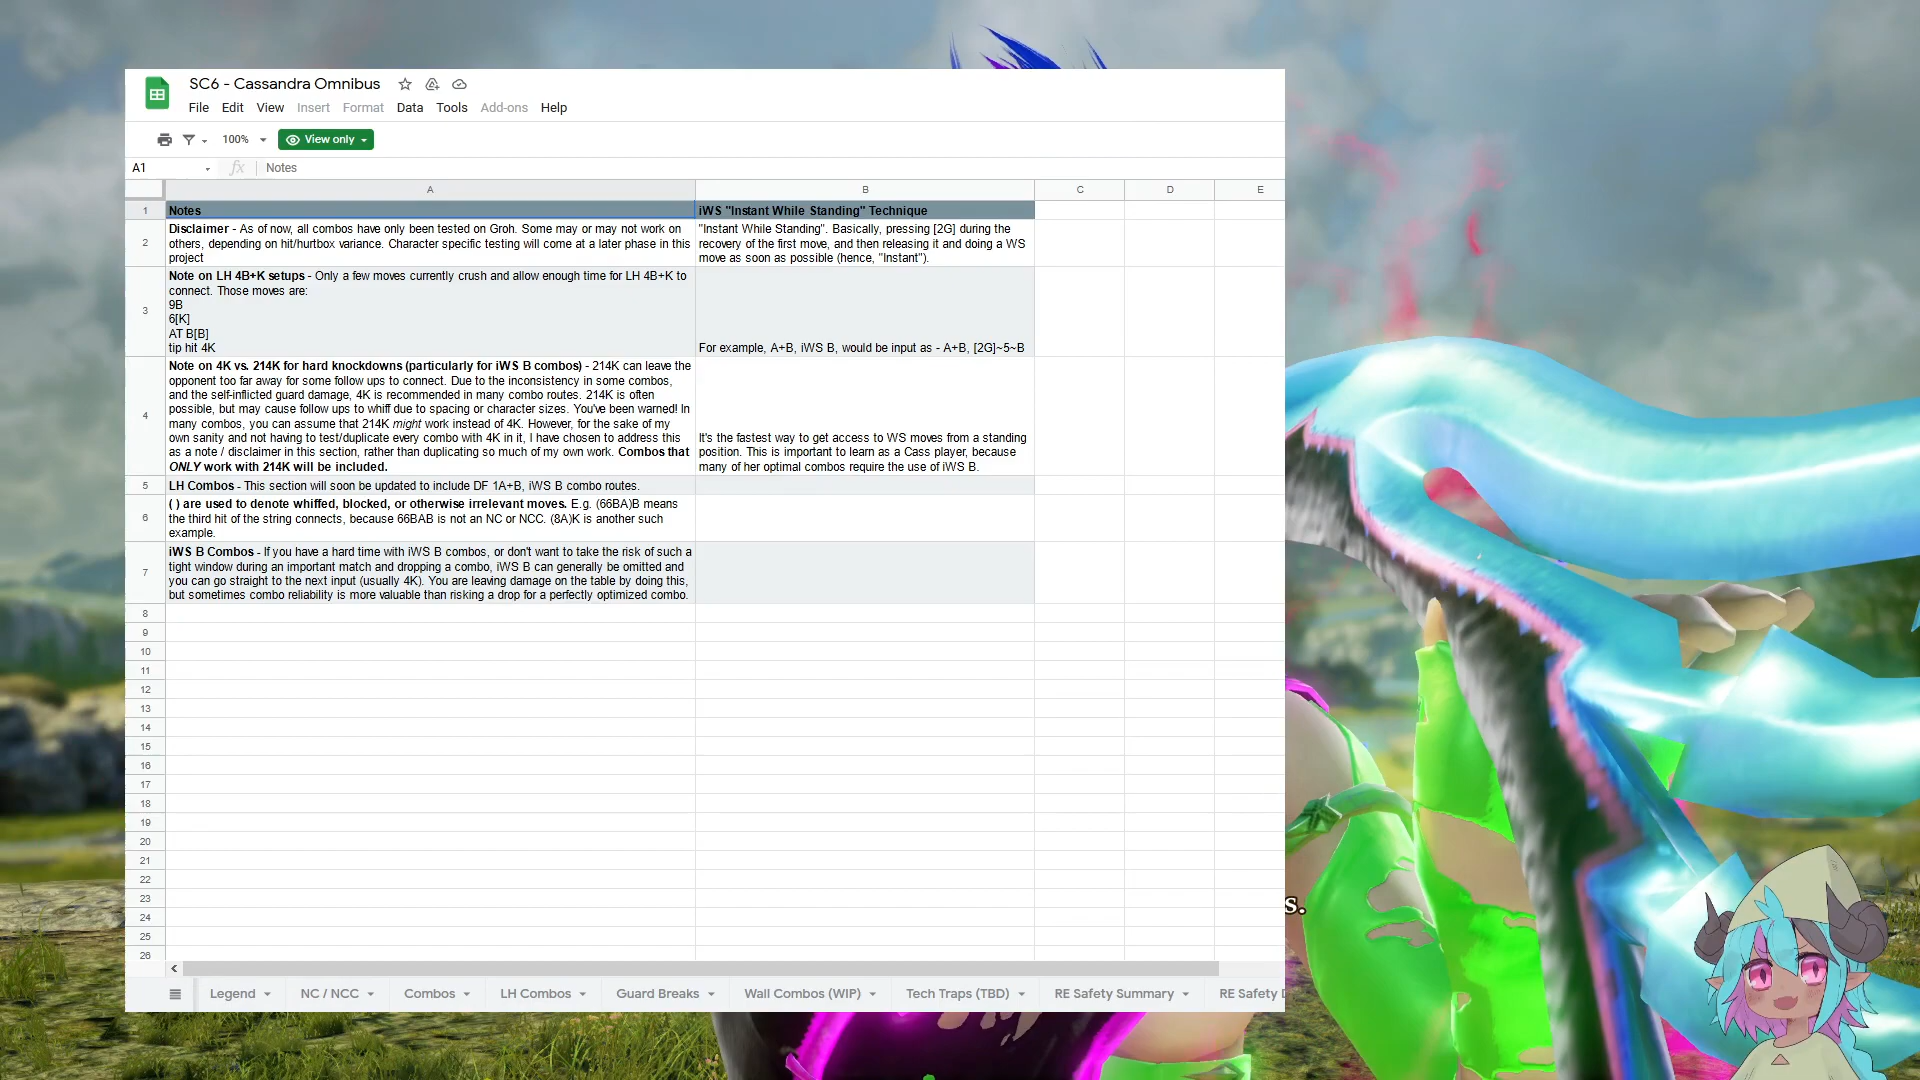 SC6 - Cassandra Omnibus
File Edit View Insert Format Data Tools Add-ons Help
100% View only
A1 fx Notes
A B C D E
1 Notes iWS "Instant While Standing" Technique
2
Disclaimer - As of now, all combos have only been tested on Groh. Some may or may not work on
others, depending on hit/hurtbox variance. Character specific testing will come at a later phase in this
project
"Instant While Standing". Basically, pressing [2G] during the
recovery of the first move, and then releasing it and doing a WS
move as soon as possible (hence, "Instant").
3
Note on LH 4B+K setups - Only a few moves currently crush and allow enough time for LH 4B+K to
connect. Those moves are:
9B
6[K]
AT B[B]
tip hit 4K
For example, A+B, iWS B, would be input as - A+B, [2G]~5~B
4
Note on 4K vs. 214K for hard knockdowns (particularly for iWS B combos) - 214K can leave the
opponent too far away for some follow ups to connect. Due to the inconsistency in some combos,
and the self-inflicted guard damage, 4K is recommended in many combo routes. 214K is often
possible, but may cause follow ups to whiff due to spacing or character sizes. You've been warned! In
many combos, you can assume that 214K might work instead of 4K. However, for the sake of my
own sanity and not having to test/duplicate every combo with 4K in it, I have chosen to address this
as a note / disclaimer in this section, rather than duplicating so much of my own work. Combos that
ONLY work with 214K will be included.
It's the fastest way to get access to WS moves from a standing
position. This is important to learn as a Cass player, because
many of her optimal combos require the use of iWS B.
5 LH Combos - This section will soon be updated to include DF 1A+B, iWS B combo routes.
6
( ) are used to denote whiffed, blocked, or otherwise irrelevant moves. E.g. (66BA)B means
the third hit of the string connects, because 66BAB is not an NC or NCC. (8A)K is another such
example.
7
iWS B Combos - If you have a hard time with iWS B combos, or don't want to take the risk of such a
tight window during an important match and dropping a combo, iWS B can generally be omitted and
you can go straight to the next input (usually 4K). You are leaving damage on the table by doing this,
but sometimes combo reliability is more valuable than risking a drop for a perfectly optimized combo.
8
9
10
11
12
13
14
15
16
17
18
19
20
21
22
23
24
25
26
s.
Legend NC / NCC Combos LH Combos Guard Breaks Wall Combos (WIP) Tech Traps (TBD) RE Safety Summary RE Safety